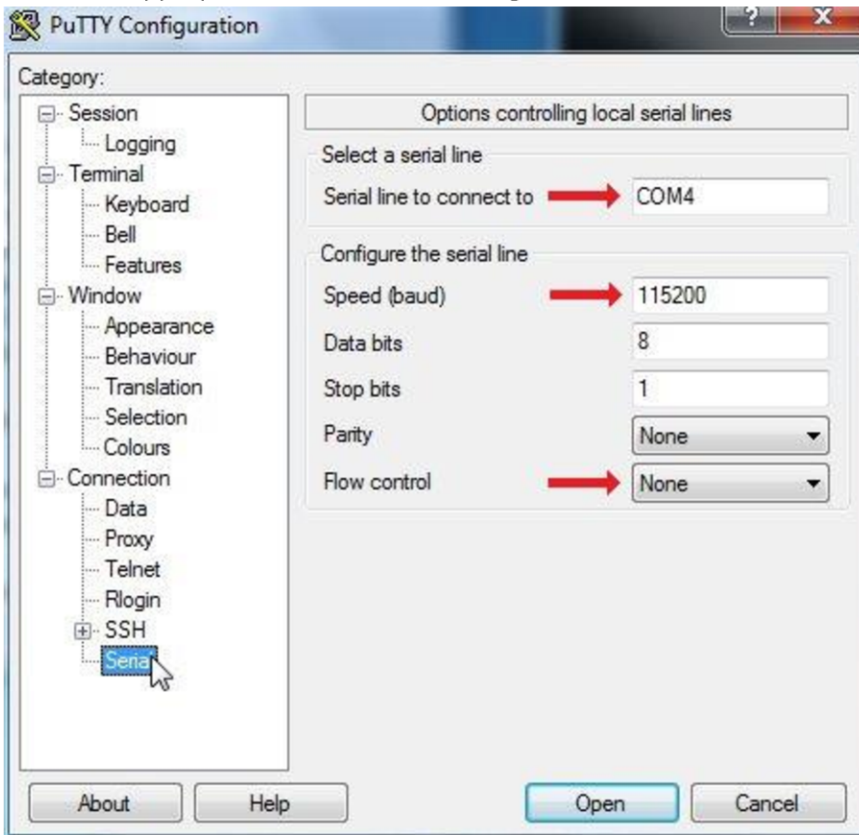 PuTTY Configuration
? X
Category:
Session
Logging
Terminal
Keyboard
Bell
Features
Window
Appearance
Behaviour
Translation
Selection
Colours
Connection
Data
Proxy
Telnet
Rlogin
SSH
Serial
Options controlling local serial lines
Select a serial line
Serial line to connect to COM4
Configure the serial line
Speed (baud) 115200
Data bits 8
Stop bits 1
Parity None
Flow control None
About Help Open Cancel